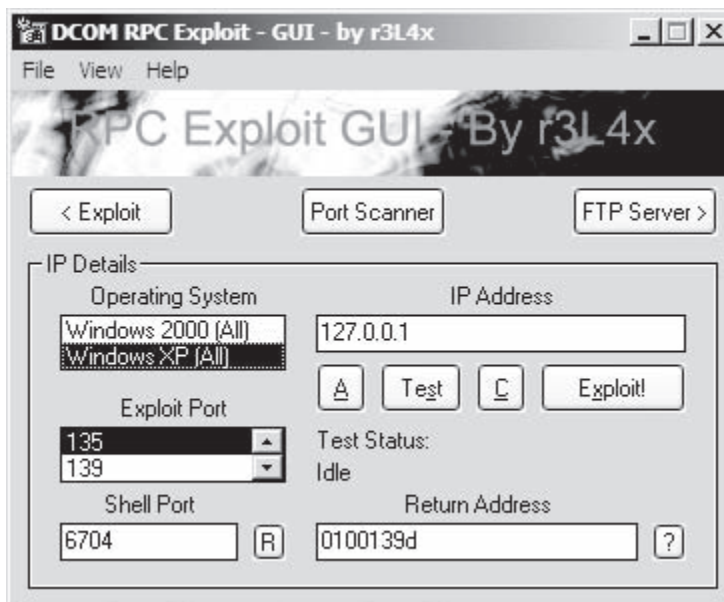 DCOM RPC Exploit - GUI - by r3L4x
File View Help
RPC Exploit GUI - By r3L4x
< Exploit
Port Scanner
FTP Server >
IP Details
Operating System
Windows 2000 (All)
Windows XP (All)
IP Address
127.0.0.1
A
Test
C
Exploit!
Exploit Port
135
139
Test Status:
Idle
Shell Port
6704
R
Return Address
0100139d
?